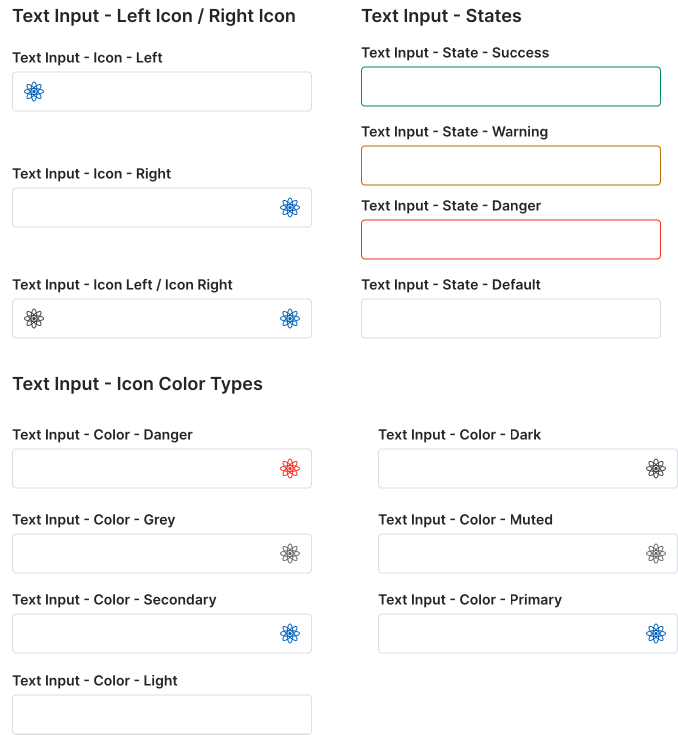 Text Input - Left Icon / Right Icon
Text Input - Icon - Left
Text Input - Icon - Right
Text Input - Icon Left / Icon Right
Text Input - States
Text Input - State - Success
Text Input - State - Warning
Text Input - State - Danger
Text Input - State - Default
Text Input - Icon Color Types
Text Input - Color - Danger
Text Input - Color - Dark
Text Input - Color - Grey
Text Input - Color - Muted
Text Input - Color - Secondary
Text Input - Color - Primary
Text Input - Color - Light